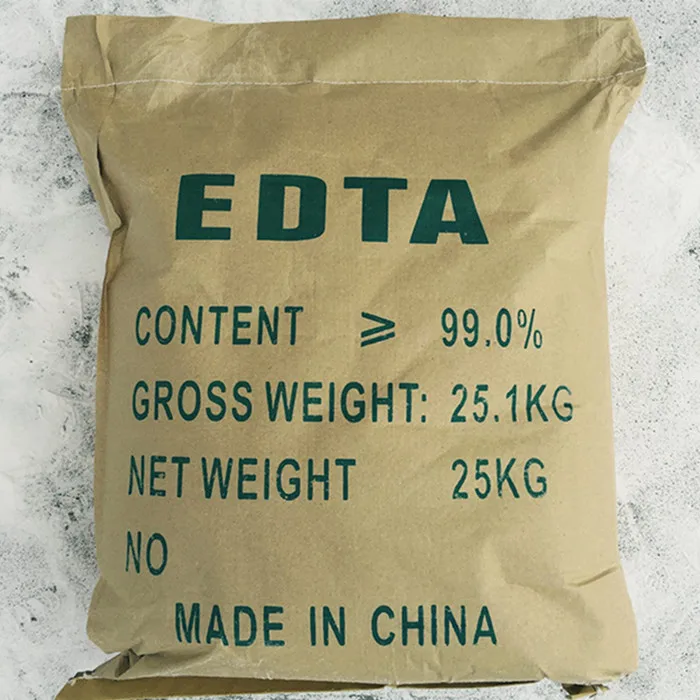 EDTA
CONTENT ⩾ 99.0%
GROSS WEIGHT: 25.1KG
NET WEIGHT 25KG
NO
MADE IN CHINA